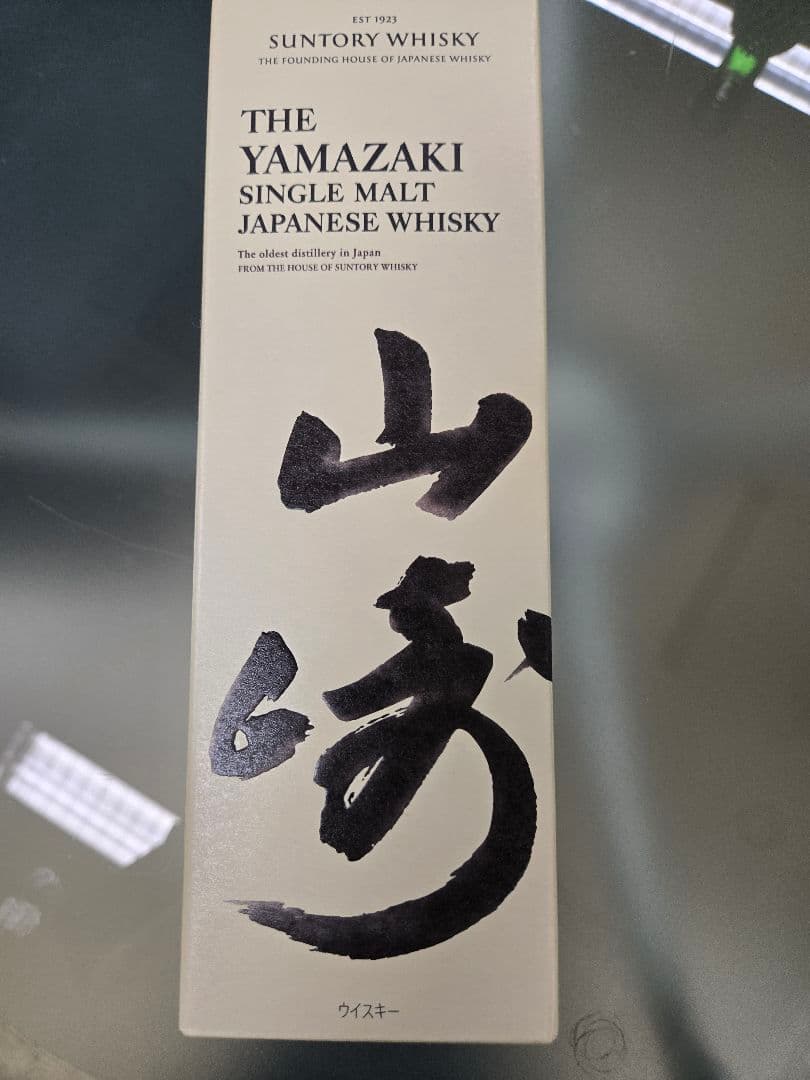 EST 1923
SUNTORY WHISKY
THE FOUNDING HOUSE OF JAPANESE WHISKY
THE
YAMAZAKI
SINGLE MALT
JAPANESE WHISKY
The oldest distillery in Japan
FROM THE HOUSE OF SUNTORY WHISKY
山
崎
ウイスキー